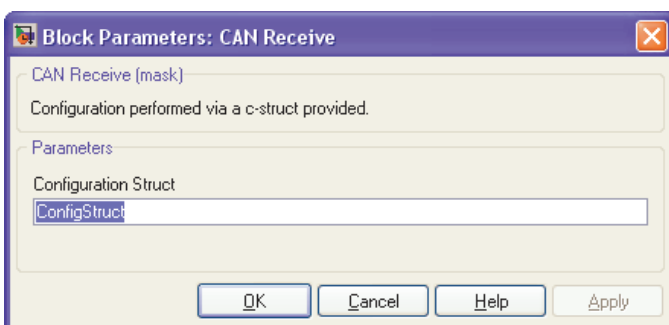 Block Parameters: CAN Receive
CAN Receive (mask)
Configuration performed via a c-struct provided.
Parameters
Configuration Struct
ConfigStruct
OK Cancel Help Apply